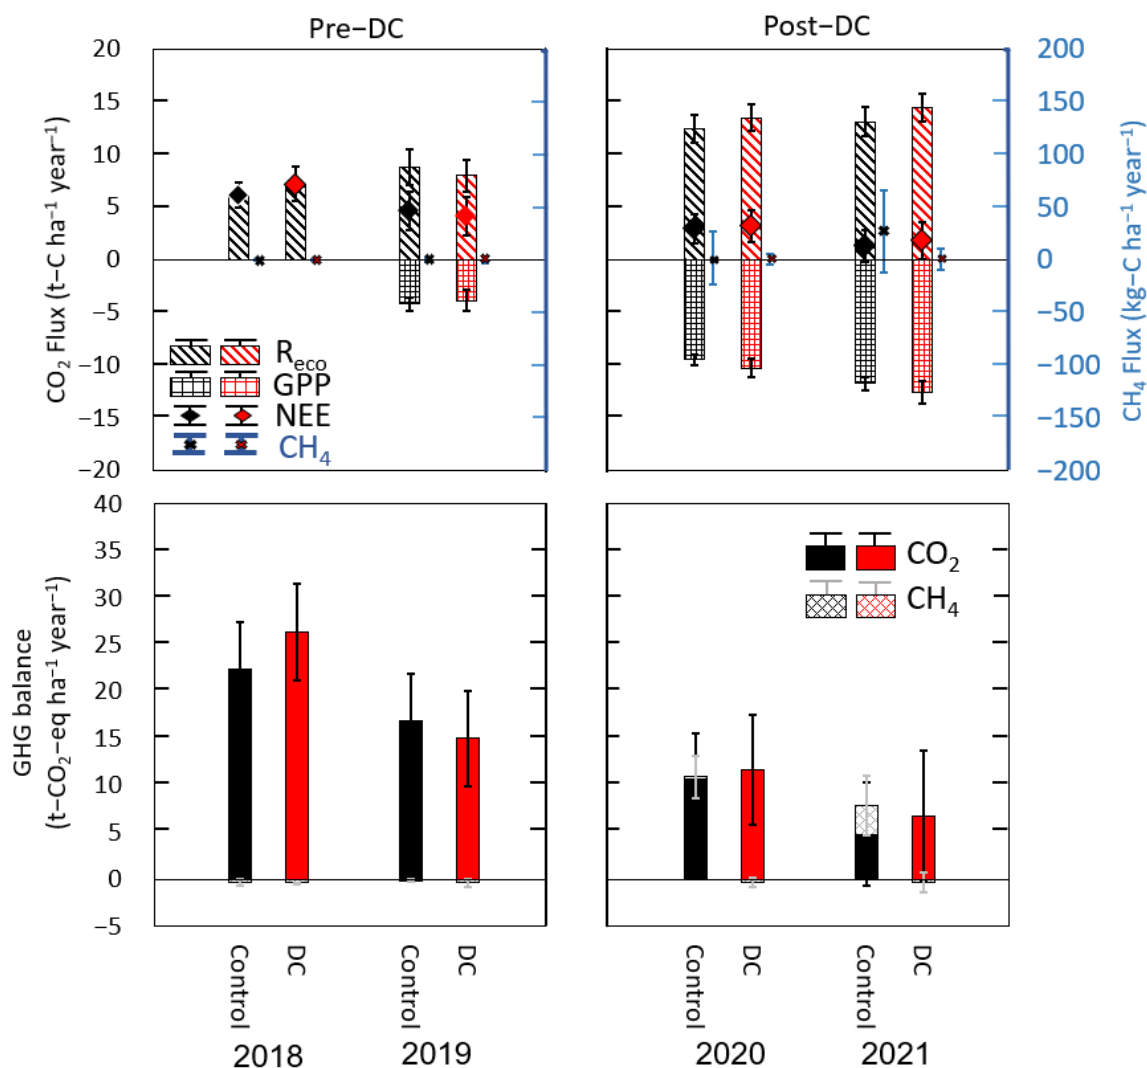 Pre−DC
Post−DC
CO₂ Flux (t−C ha⁻¹ year⁻¹)
20
15
10
5
0
−5
−10
−15
−20
R_eco
GPP
NEE
CH₄
200
150
100
50
0
−50
−100
−150
−200
CH₄ Flux (kg−C ha⁻¹ year⁻¹)
GHG balance
(t−CO₂−eq ha⁻¹ year⁻¹)
40
35
30
25
20
15
10
5
0
−5
CO₂
CH₄
Control
DC
Control
DC
Control
DC
Control
DC
2018
2019
2020
2021